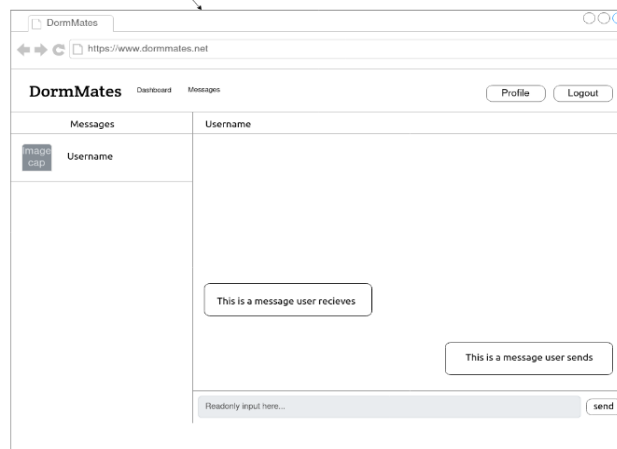 DormMates
https://www.dormmates.net
DormMates Dashboard Messages Profile Logout
Messages Username
Image
cap
Username
This is a message user recieves
This is a message user sends
Readonly input here... send